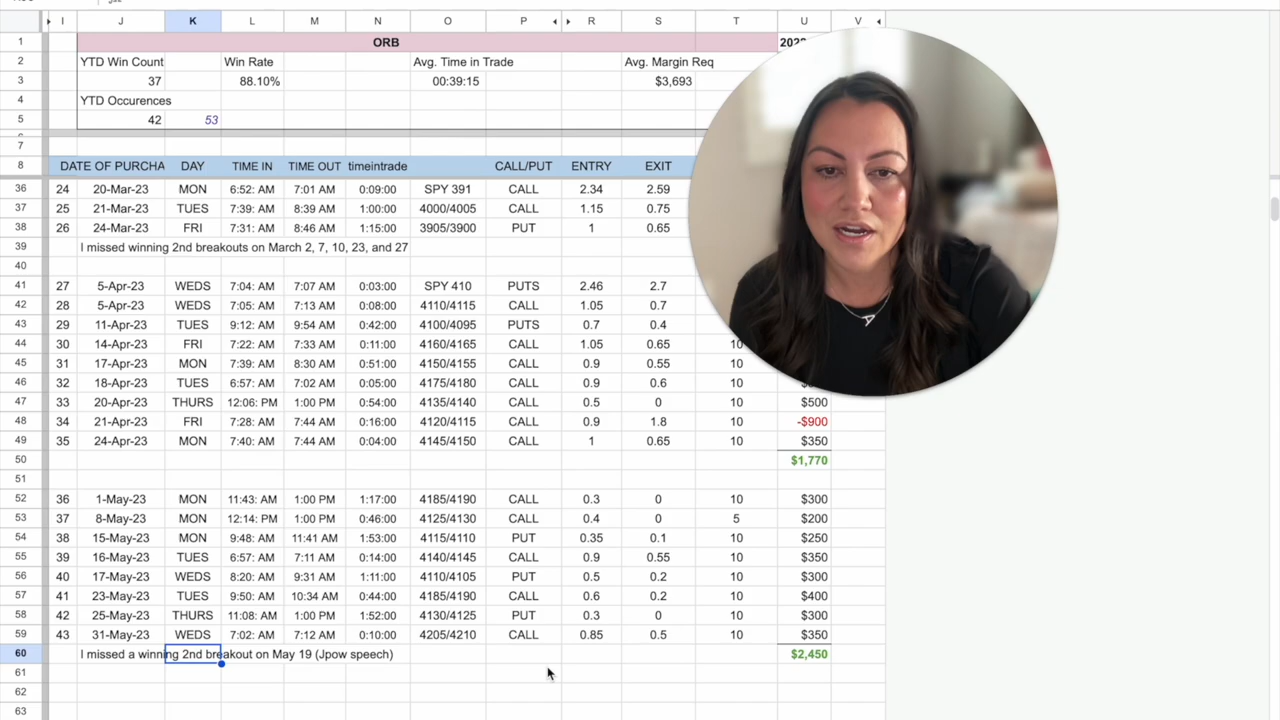 I J K L M N O P R S T U V
1 ORB
2 YTD Win Count Win Rate Avg. Time in Trade Avg. Margin Req
3 37 88.10% 00:39:15 $3,693
4 YTD Occurences
5 42 53
7
8 DATE OF PURCHA DAY TIME IN TIME OUT timeintrade CALL/PUT ENTRY EXIT
36 24 20-Mar-23 MON 6:52: AM 7:01 AM 0:09:00 SPY 391 CALL 2.34 2.59
37 25 21-Mar-23 TUES 7:39: AM 8:39 AM 1:00:00 4000/4005 CALL 1.15 0.75
38 26 24-Mar-23 FRI 7:31: AM 8:46 AM 1:15:00 3905/3900 PUT 1 0.65
39 I missed winning 2nd breakouts on March 2, 7, 10, 23, and 27
40
41 27 5-Apr-23 WEDS 7:04: AM 7:07 AM 0:03:00 SPY 410 PUTS 2.46 2.7
42 28 5-Apr-23 WEDS 7:05: AM 7:13 AM 0:08:00 4110/4115 CALL 1.05 0.7
43 29 11-Apr-23 TUES 9:12: AM 9:54 AM 0:42:00 4100/4095 PUTS 0.7 0.4
44 30 14-Apr-23 FRI 7:22: AM 7:33 AM 0:11:00 4160/4165 CALL 1.05 0.65 10
45 31 17-Apr-23 MON 7:39: AM 8:30 AM 0:51:00 4150/4155 CALL 0.9 0.55 10
46 32 18-Apr-23 TUES 6:57: AM 7:02 AM 0:05:00 4175/4180 CALL 0.9 0.6 10
47 33 20-Apr-23 THURS 12:06: PM 1:00 PM 0:54:00 4135/4140 CALL 0.5 0 10 $500
48 34 21-Apr-23 FRI 7:28: AM 7:44 AM 0:16:00 4120/4115 CALL 0.9 1.8 10 -$900
49 35 24-Apr-23 MON 7:40: AM 7:44 AM 0:04:00 4145/4150 CALL 1 0.65 10 $350
50 $1,770
51
52 36 1-May-23 MON 11:43: AM 1:00 PM 1:17:00 4185/4190 CALL 0.3 0 10 $300
53 37 8-May-23 MON 12:14: PM 1:00 PM 0:46:00 4125/4130 CALL 0.4 0 5 $200
54 38 15-May-23 MON 9:48: AM 11:41 AM 1:53:00 4115/4110 PUT 0.35 0.1 10 $250
55 39 16-May-23 TUES 6:57: AM 7:11 AM 0:14:00 4140/4145 CALL 0.9 0.55 10 $350
56 40 17-May-23 WEDS 8:20: AM 9:31 AM 1:11:00 4110/4105 PUT 0.5 0.2 10 $300
57 41 23-May-23 TUES 9:50: AM 10:34 AM 0:44:00 4185/4190 CALL 0.6 0.2 10 $400
58 42 25-May-23 THURS 11:08: AM 1:00 PM 1:52:00 4130/4125 PUT 0.3 0 10 $300
59 43 31-May-23 WEDS 7:02: AM 7:12 AM 0:10:00 4205/4210 CALL 0.85 0.5 10 $350
60 I missed a winning 2nd breakout on May 19 (Jpow speech) $2,450
61
62
63